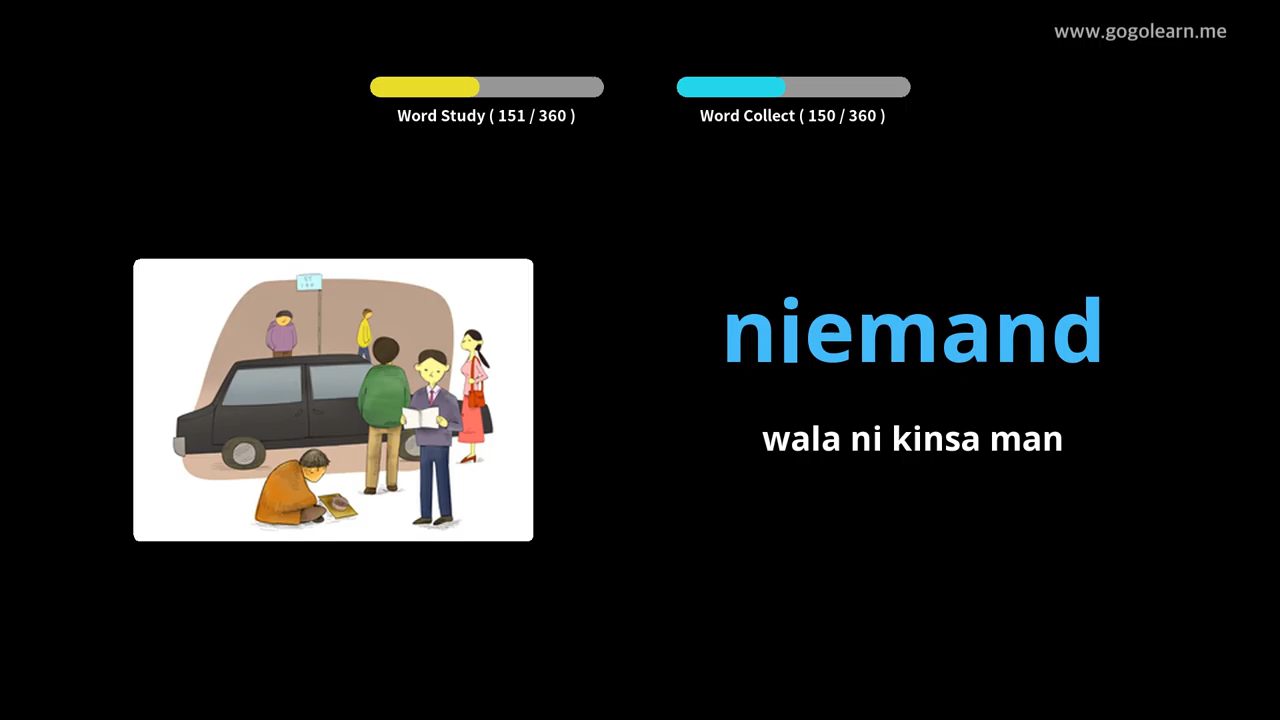 www.gogolearn.me
Word Study ( 151 / 360 )
Word Collect ( 150 / 360 )
niemand
wala ni kinsa man